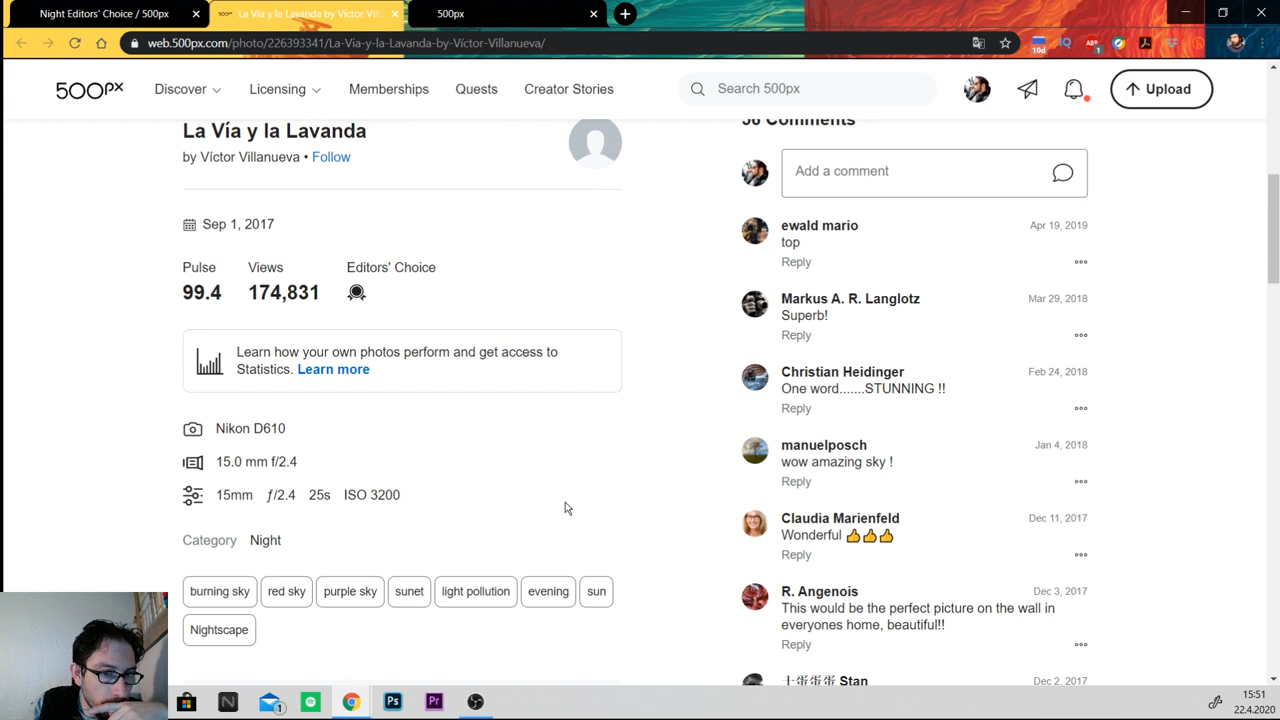 Night Editors' Choice / 500px
La Vía y la Lavanda by Víctor Vil
500px
web.500px.com/photo/226393341/La-Via-y-la-Lavanda-by-Víctor-Villanueva/
10d
ABP
1
500px
Discover
Licensing
Memberships
Quests
Creator Stories
Search 500px
Upload
La Vía y la Lavanda
by Víctor Villanueva • Follow
Sep 1, 2017
Pulse
Views
Editors' Choice
99.4
174,831
Learn how your own photos perform and get access to
Statistics. Learn more
Nikon D610
15.0 mm f/2.4
15mm ƒ/2.4 25s ISO 3200
Category Night
burning sky
red sky
purple sky
sunet
light pollution
evening
sun
Nightscape
56 Comments
Add a comment
ewald mario
Apr 19, 2019
top
Reply
Markus A. R. Langlotz
Mar 29, 2018
Superb!
Reply
Christian Heidinger
Feb 24, 2018
One word.......STUNNING !!
Reply
manuelposch
Jan 4, 2018
wow amazing sky !
Reply
Claudia Marienfeld
Dec 11, 2017
Wonderful 👍👍👍
Reply
R. Angenois
Dec 3, 2017
This would be the perfect picture on the wall in
everyones home, beautiful!!
Reply
Stan
Dec 2, 2017
N
1
Ps
Pr
15:51
22.4.2020